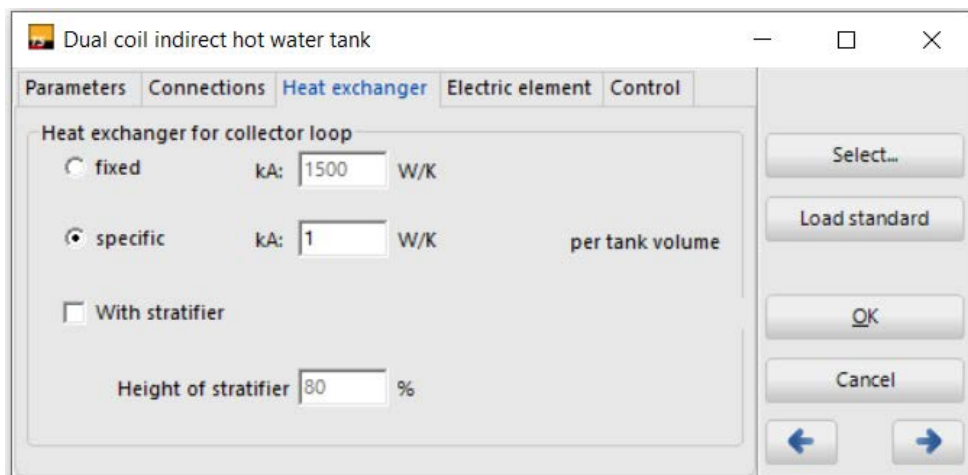 Dual coil indirect hot water tank
Parameters Connections Heat exchanger Electric element Control
Heat exchanger for collector loop
fixed kA: 1500 W/K
specific kA: 1 W/K per tank volume
With stratifier
Height of stratifier 80 %
Select...
Load standard
OK
Cancel